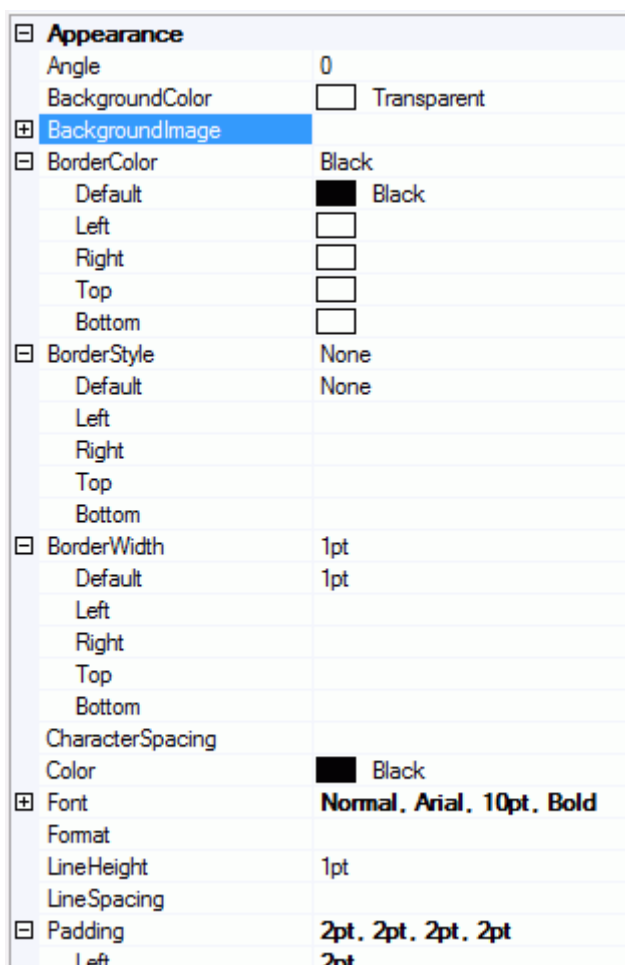 Appearance
Angle 0
BackgroundColor Transparent
BackgroundImage
BorderColor Black
Default Black
Left
Right
Top
Bottom
BorderStyle None
Default None
Left
Right
Top
Bottom
BorderWidth 1pt
Default 1pt
Left
Right
Top
Bottom
CharacterSpacing
Color Black
Font Normal, Arial, 10pt, Bold
Format
LineHeight 1pt
LineSpacing
Padding 2pt, 2pt, 2pt, 2pt
Left 2pt